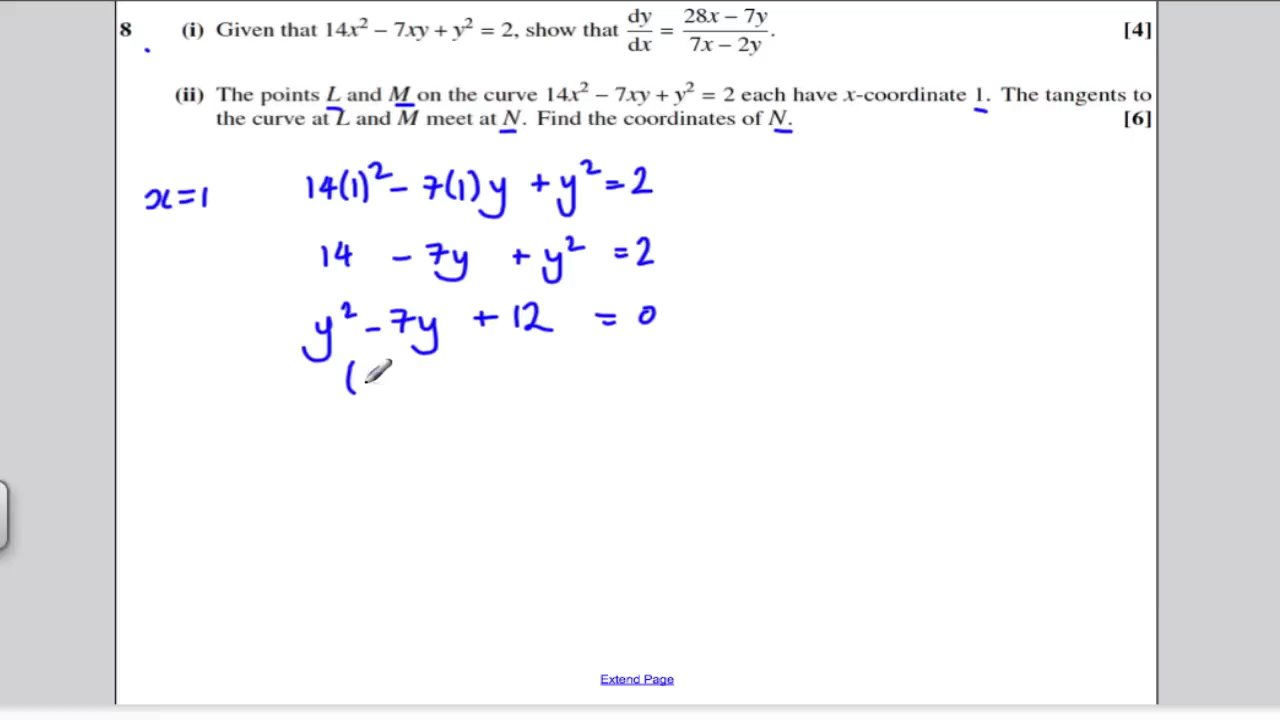 8 (i) Given that 14x² − 7xy + y² = 2, show that dy/dx = (28x − 7y)/(7x − 2y). [4]
(ii) The points L and M on the curve 14x² − 7xy + y² = 2 each have x-coordinate 1. The tangents to
the curve at L and M meet at N. Find the coordinates of N. [6]
x=1 14(1)² − 7(1)y + y² = 2
14 − 7y + y² = 2
y² − 7y + 12 = 0
(
Extend Page